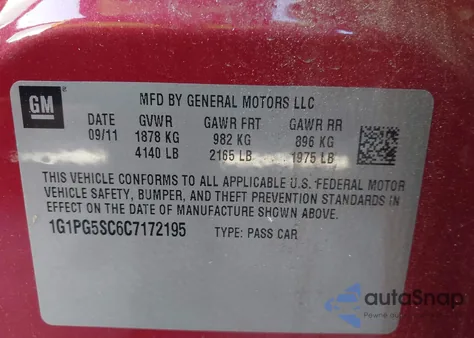 GM
MFD BY GENERAL MOTORS LLC
DATE GVWR GAWR FRT GAWR RR
09/11 1878 KG 982 KG 896 KG
4140 LB 2165 LB 1975 LB
THIS VEHICLE CONFORMS TO ALL APPLICABLE U.S. FEDERAL MOTOR
VEHICLE SAFETY, BUMPER, AND THEFT PREVENTION STANDARDS IN
EFFECT ON THE DATE OF MANUFACTURE SHOWN ABOVE.
1G1PG5SC6C7172195 TYPE: PASS CAR
autoSnap